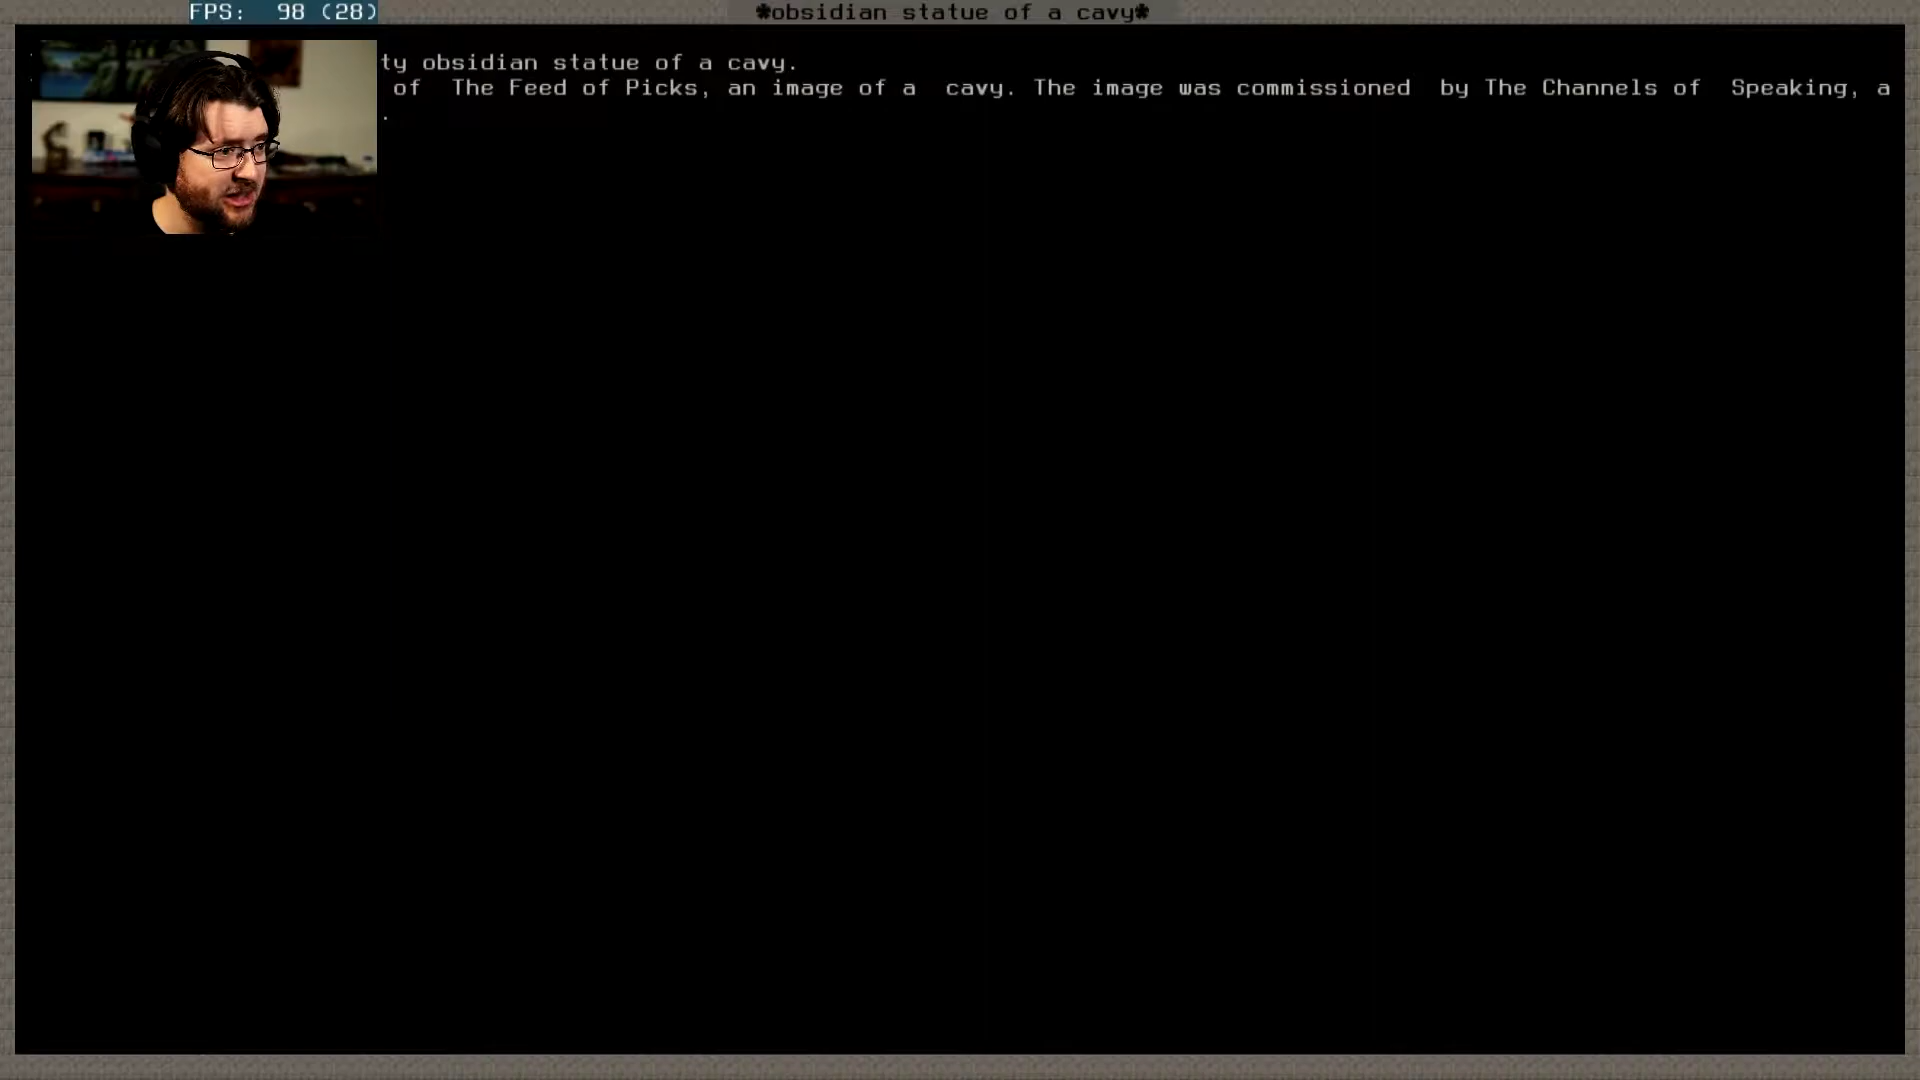 FPS: 98 (28)
✱obsidian statue of a cavy✱
ty obsidian statue of a cavy.
of The Feed of Picks, an image of a cavy. The image was commissioned by The Channels of Speaking, a
.